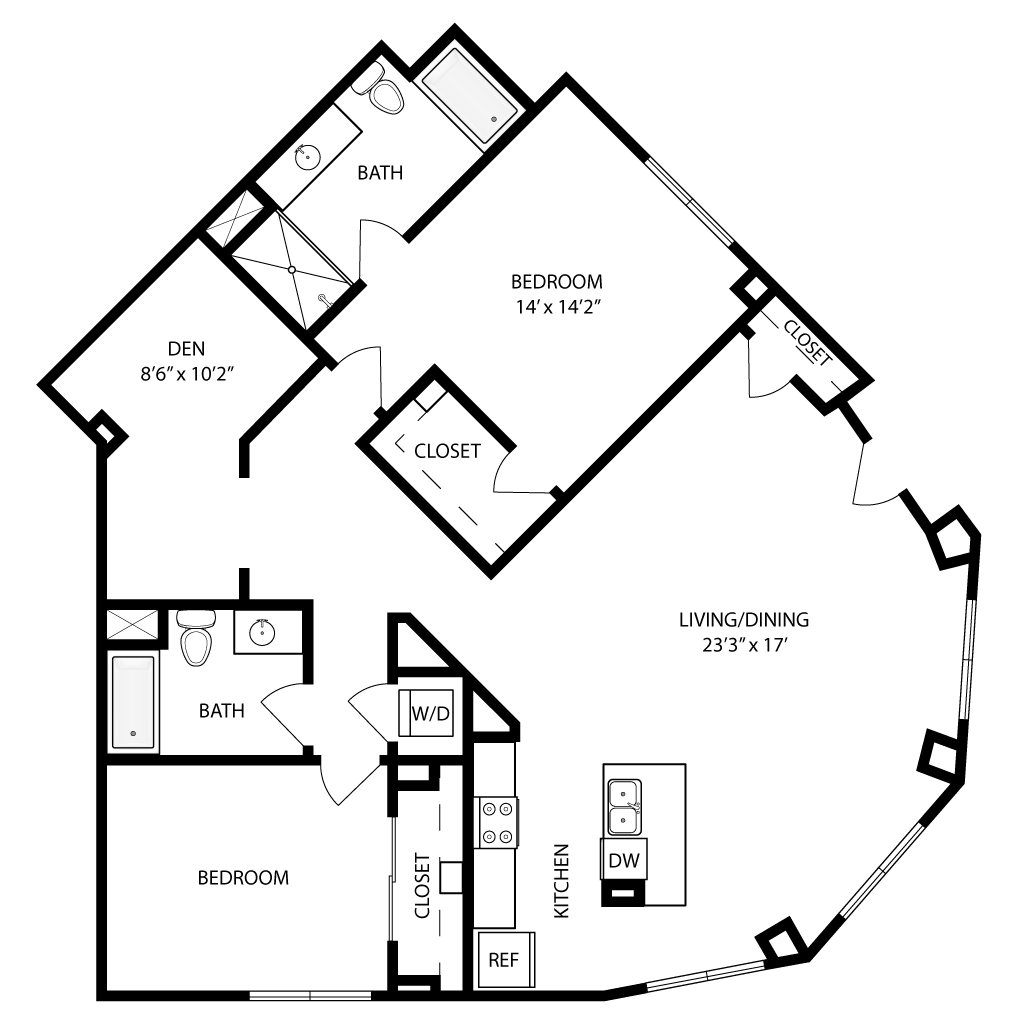 BATH
BEDROOM
14’ x 14’2”
CLOSET
DEN
8’6” x 10’2”
CLOSET
LIVING/DINING
23’3” x 17’
BATH
W/D
BEDROOM
CLOSET
KITCHEN
DW
REF